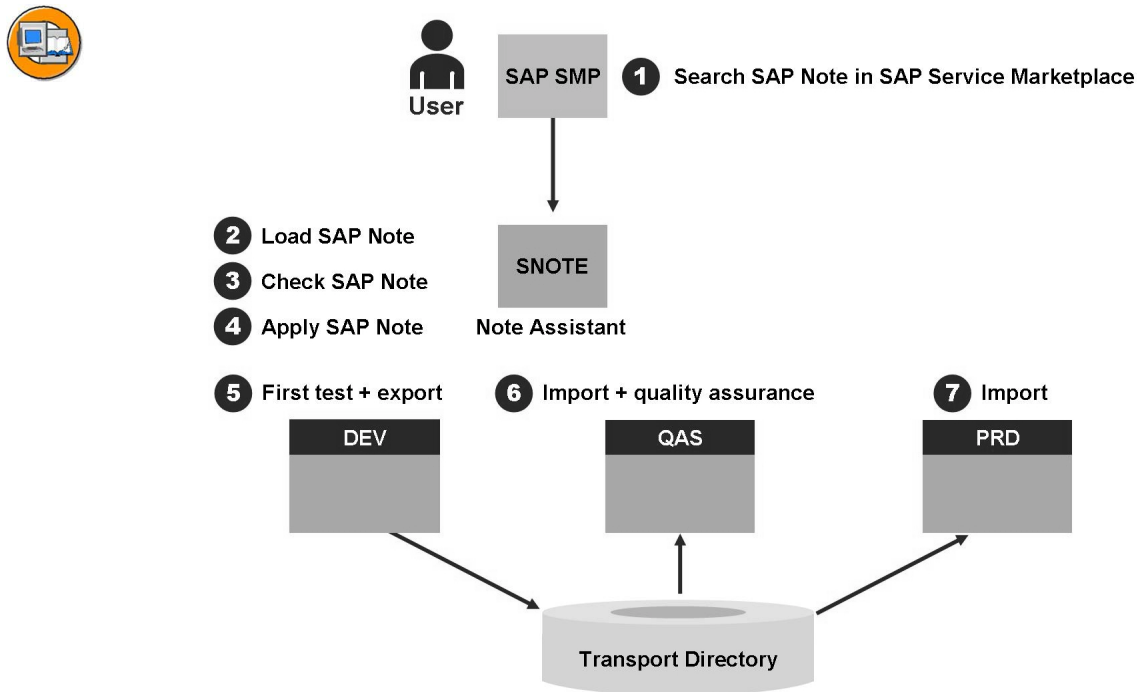 SAP SMP
1 Search SAP Note in SAP Service Marketplace
User
2 Load SAP Note
3 Check SAP Note
4 Apply SAP Note
SNOTE
Note Assistant
5 First test + export
6 Import + quality assurance
7 Import
DEV
QAS
PRD
Transport Directory